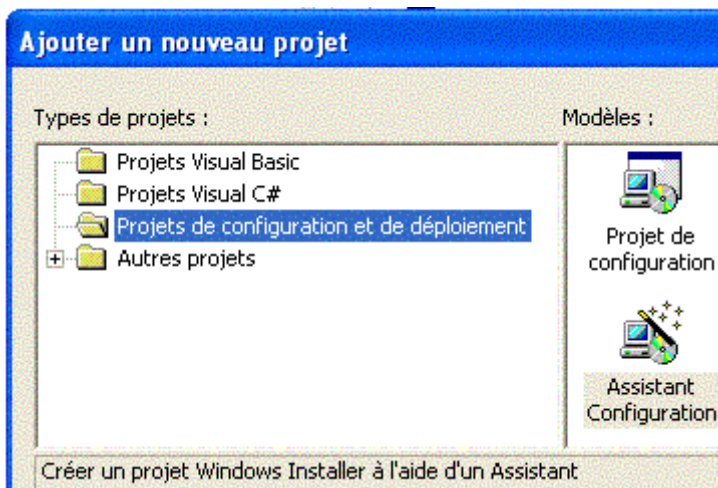 Ajouter un nouveau projet
Types de projets :
Modèles :
Projets Visual Basic
Projets Visual C#
Projets de configuration et de déploiement
Autres projets
Projet de
configuration
Assistant
Configuration
Créer un projet Windows Installer à l'aide d'un Assistant